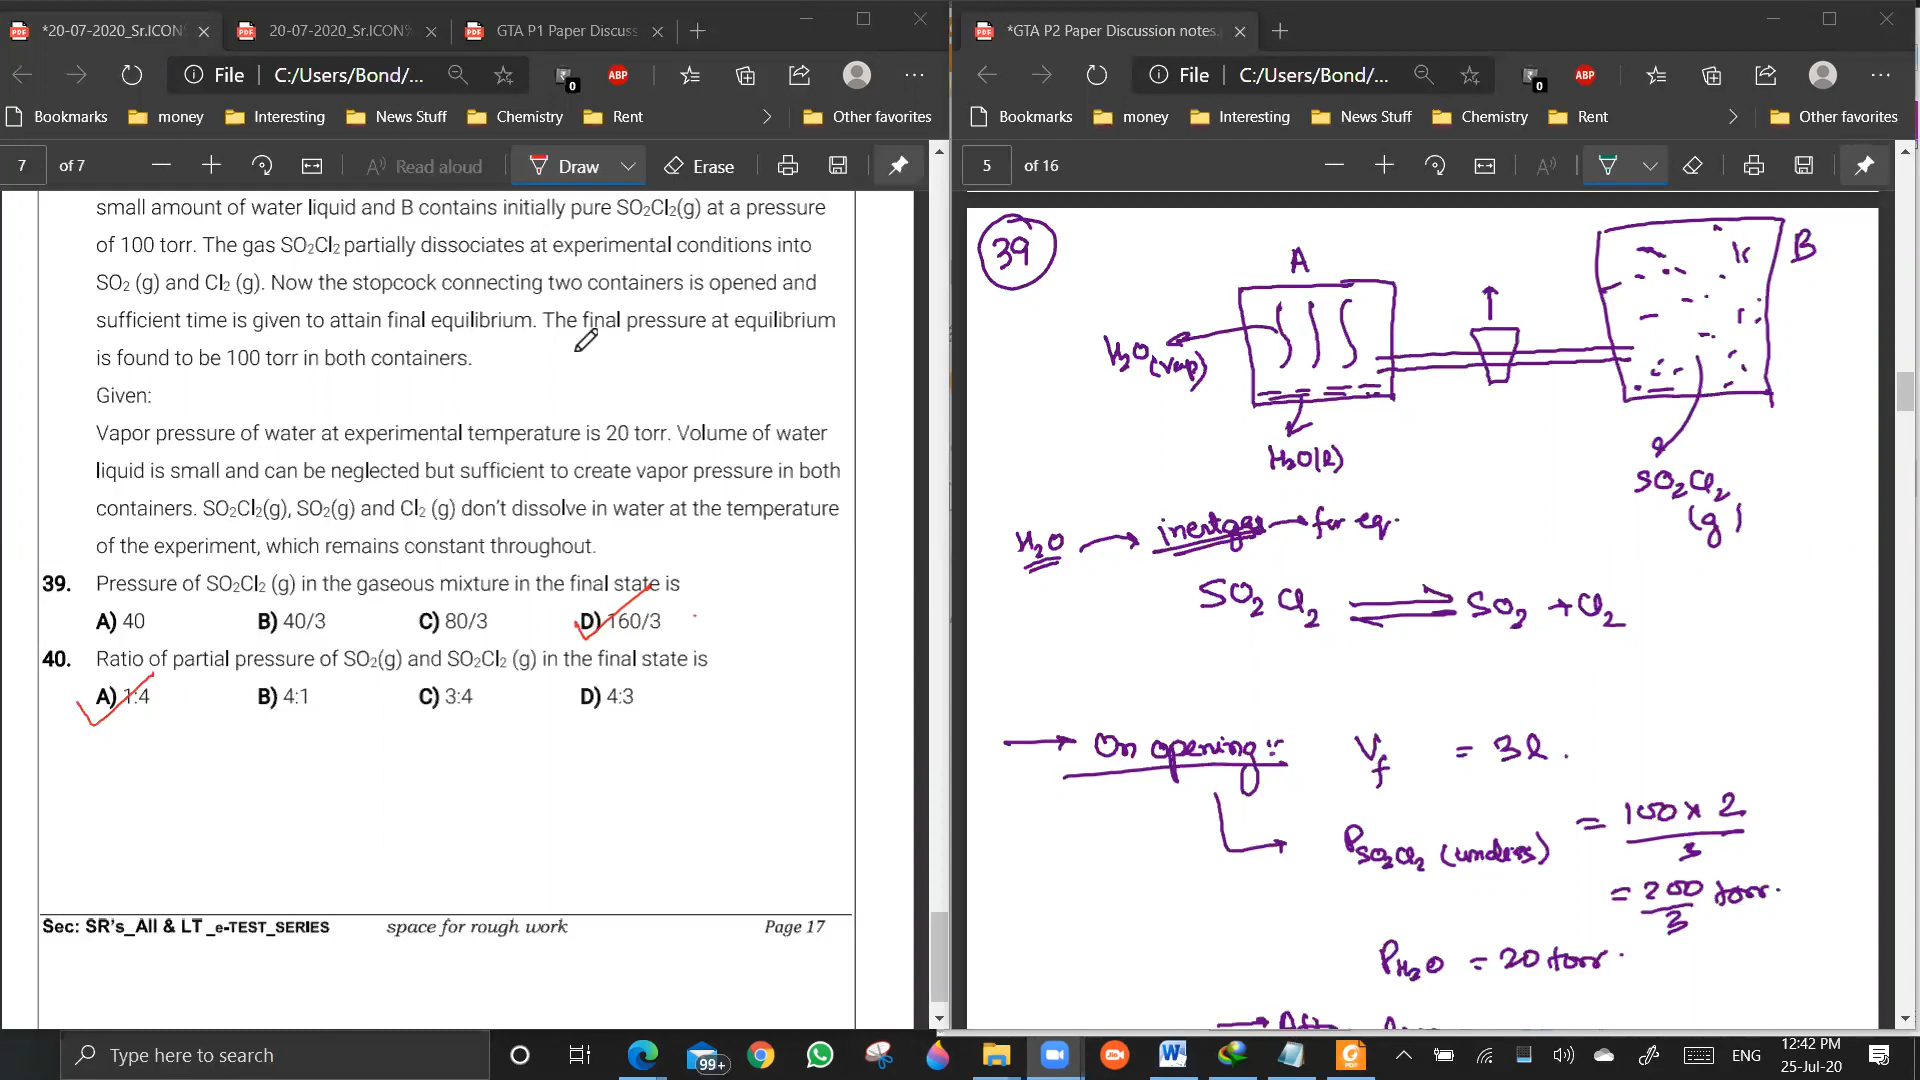 *20-07-2020_Sr.ICON
20-07-2020_Sr.ICON
GTA P1 Paper Discuss
File
C:/Users/Bond/...
ABP
0
Bookmarks
money
Interesting
News Stuff
Chemistry
Rent
Other favorites
7
of 7
Read aloud
Draw
Erase
small amount of water liquid and B contains initially pure SO₂Cl₂(g) at a pressure
of 100 torr. The gas SO₂Cl₂ partially dissociates at experimental conditions into
SO₂ (g) and Cl₂ (g). Now the stopcock connecting two containers is opened and
sufficient time is given to attain final equilibrium. The final pressure at equilibrium
is found to be 100 torr in both containers.
Given:
Vapor pressure of water at experimental temperature is 20 torr. Volume of water
liquid is small and can be neglected but sufficient to create vapor pressure in both
containers. SO₂Cl₂(g), SO₂(g) and Cl₂ (g) don’t dissolve in water at the temperature
of the experiment, which remains constant throughout.
39. Pressure of SO₂Cl₂ (g) in the gaseous mixture in the final state is
A) 40 B) 40/3 C) 80/3 D) 160/3
40. Ratio of partial pressure of SO₂(g) and SO₂Cl₂ (g) in the final state is
A) 1:4 B) 4:1 C) 3:4 D) 4:3
Sec: SR’s_All & LT _e-TEST_SERIES space for rough work Page 17
*GTA P2 Paper Discussion notes.
File
C:/Users/Bond/...
ABP
0
Bookmarks
money
Interesting
News Stuff
Chemistry
Rent
Other favorites
5
of 16
39
A
B
H₂O (vap)
H₂O(l)
SO₂Cl₂
(g)
H₂O → inert gas → for eq.
SO₂Cl₂ ⇌ SO₂ + Cl₂
→ On opening :- V_f = 3l.
P_SO₂Cl₂ (undiss) = 100 x 2
3
= 200 torr.
3
P_H₂O = 20 torr.
Type here to search
99+
Jio
ENG
12:42 PM
25-Jul-20